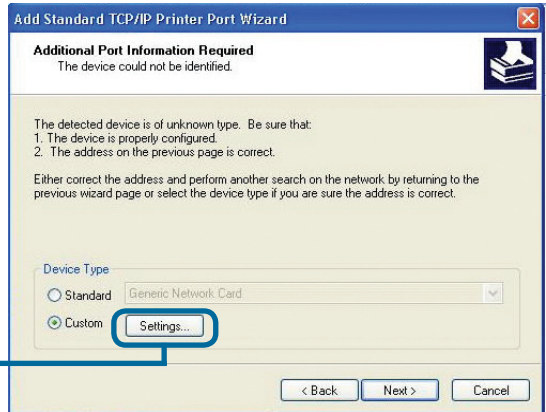 Add Standard TCP/IP Printer Port Wizard
Additional Port Information Required
The device could not be identified.
The detected device is of unknown type. Be sure that:
1. The device is properly configured.
2. The address on the previous page is correct.
Either correct the address and perform another search on the network by returning to the
previous wizard page or select the device type if you are sure the address is correct.
Device Type
Standard Generic Network Card
Custom Settings...
< Back Next > Cancel